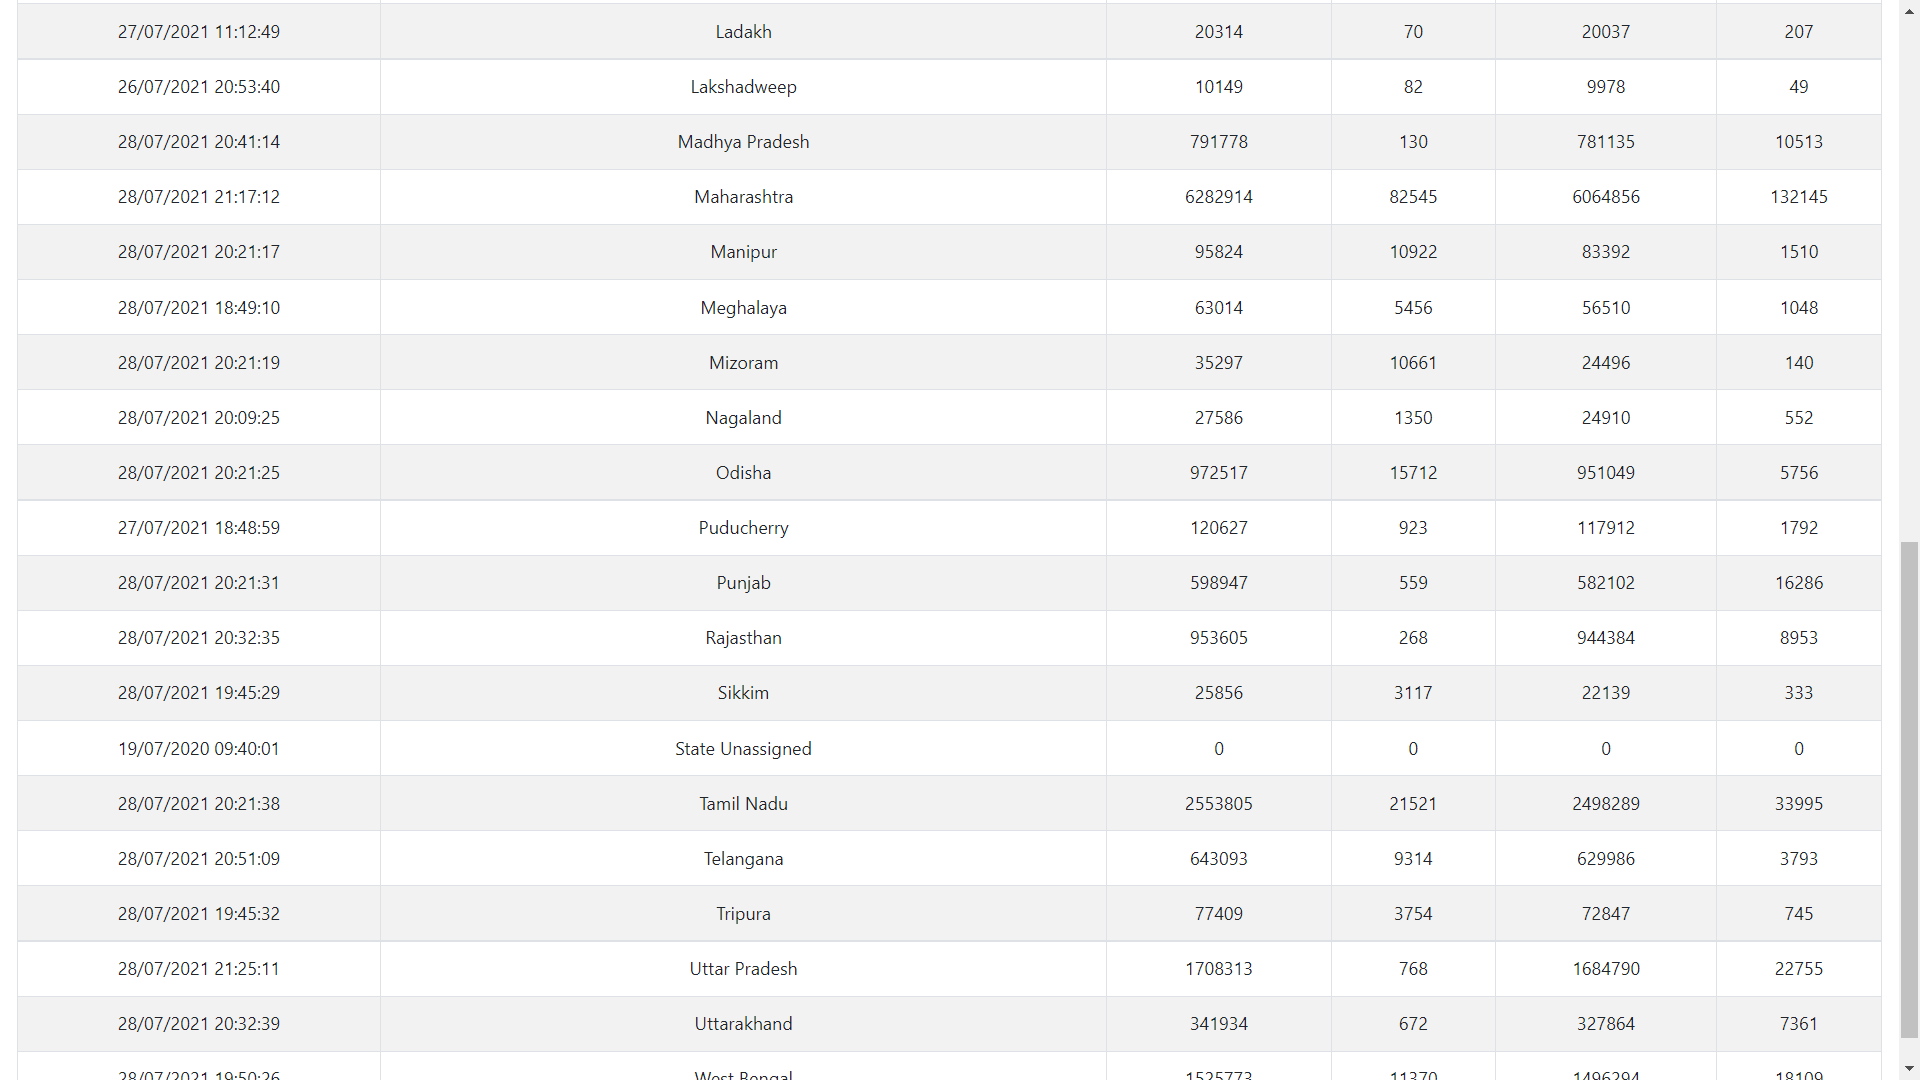 27/07/2021 11:12:49 Ladakh 20314 70 20037 207
26/07/2021 20:53:40 Lakshadweep 10149 82 9978 49
28/07/2021 20:41:14 Madhya Pradesh 791778 130 781135 10513
28/07/2021 21:17:12 Maharashtra 6282914 82545 6064856 132145
28/07/2021 20:21:17 Manipur 95824 10922 83392 1510
28/07/2021 18:49:10 Meghalaya 63014 5456 56510 1048
28/07/2021 20:21:19 Mizoram 35297 10661 24496 140
28/07/2021 20:09:25 Nagaland 27586 1350 24910 552
28/07/2021 20:21:25 Odisha 972517 15712 951049 5756
27/07/2021 18:48:59 Puducherry 120627 923 117912 1792
28/07/2021 20:21:31 Punjab 598947 559 582102 16286
28/07/2021 20:32:35 Rajasthan 953605 268 944384 8953
28/07/2021 19:45:29 Sikkim 25856 3117 22139 333
19/07/2020 09:40:01 State Unassigned 0 0 0 0
28/07/2021 20:21:38 Tamil Nadu 2553805 21521 2498289 33995
28/07/2021 20:51:09 Telangana 643093 9314 629986 3793
28/07/2021 19:45:32 Tripura 77409 3754 72847 745
28/07/2021 21:25:11 Uttar Pradesh 1708313 768 1684790 22755
28/07/2021 20:32:39 Uttarakhand 341934 672 327864 7361
28/07/2021 19:50:26 West Bengal 1525773 11370 1496294 18109